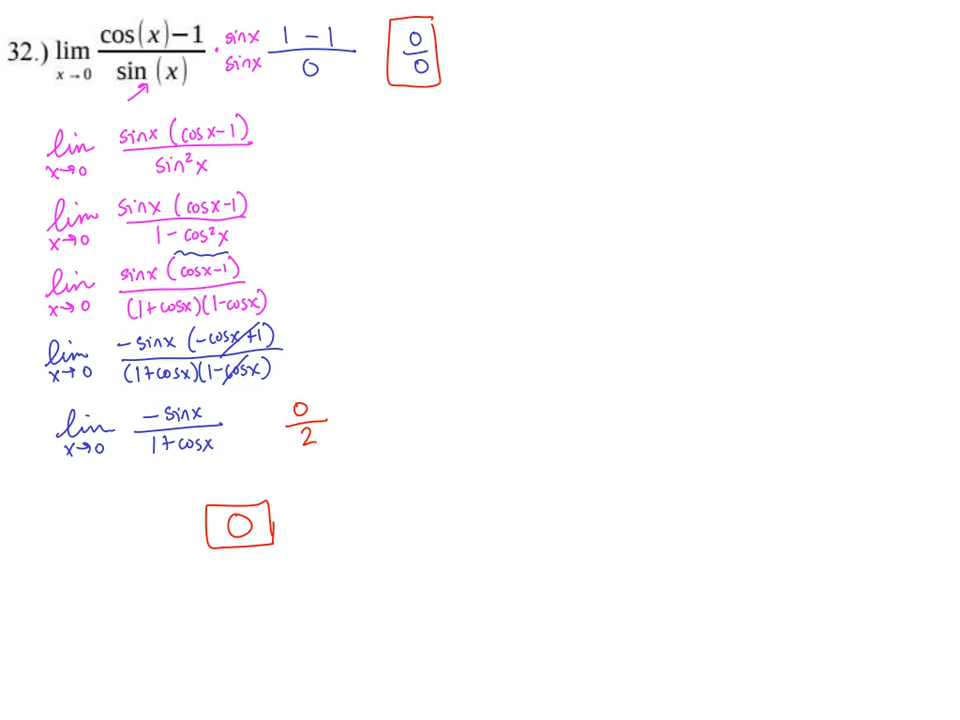 32.) lim x→0 cos(x)−1 / sin (x) · sinx / sinx 1 − 1 / 0 0/0
lim x→0 sinx (cosx−1) / sin²x
lim x→0 sinx (cosx−1) / 1 − cos²x
lim x→0 sinx (cosx−1) / (1+cosx)(1−cosx)
lim x→0 −sinx (−cosx+1) / (1+cosx)(1−cosx)
lim x→0 −sinx / 1+cosx 0/2
0